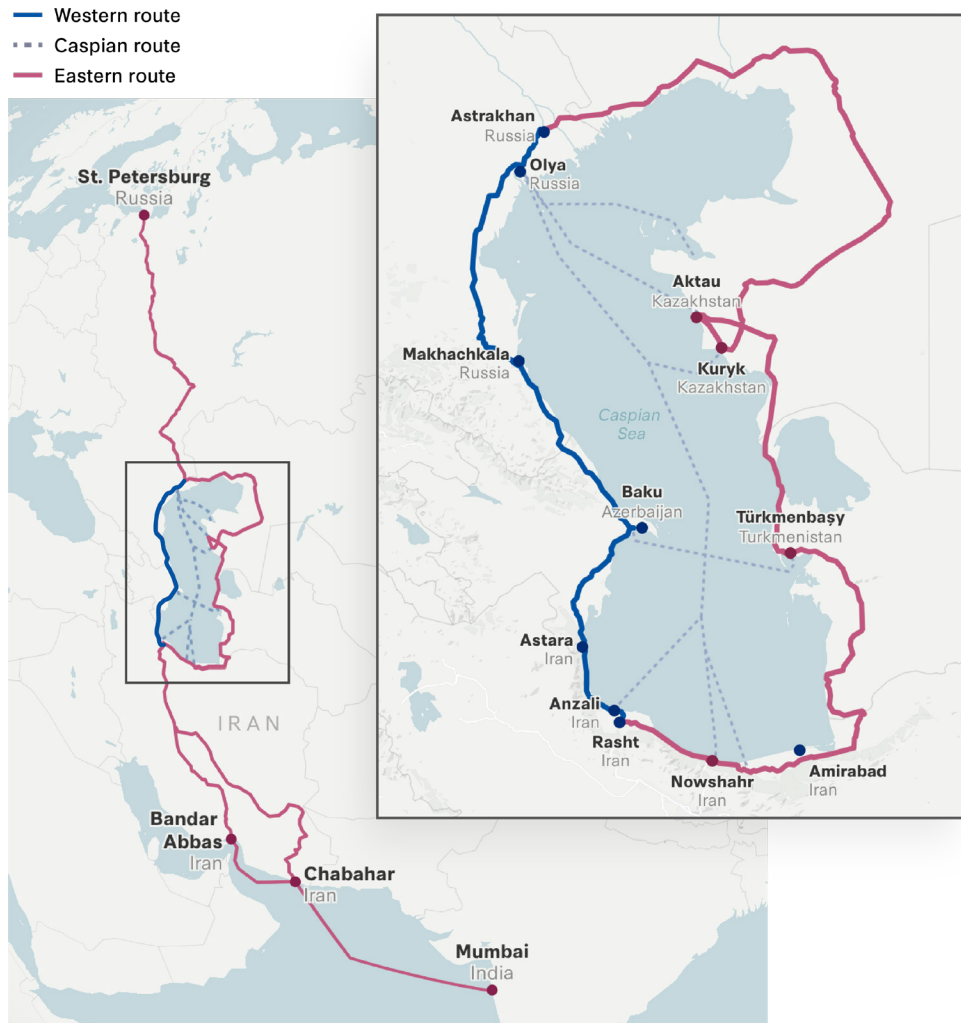 Western route
Caspian route
Eastern route
St. Petersburg
Russia
IRAN
Bandar
Abbas
Iran
Chabahar
Iran
Mumbai
India
Astrakhan
Russia
Olya
Russia
Aktau
Kazakhstan
Makhachkala
Russia
Kuryk
Kazakhstan
Caspian
Sea
Baku
Azerbaijan
Türkmenbaşy
Turkmenistan
Astara
Iran
Anzali
Iran
Rasht
Iran
Nowshahr
Iran
Amirabad
Iran